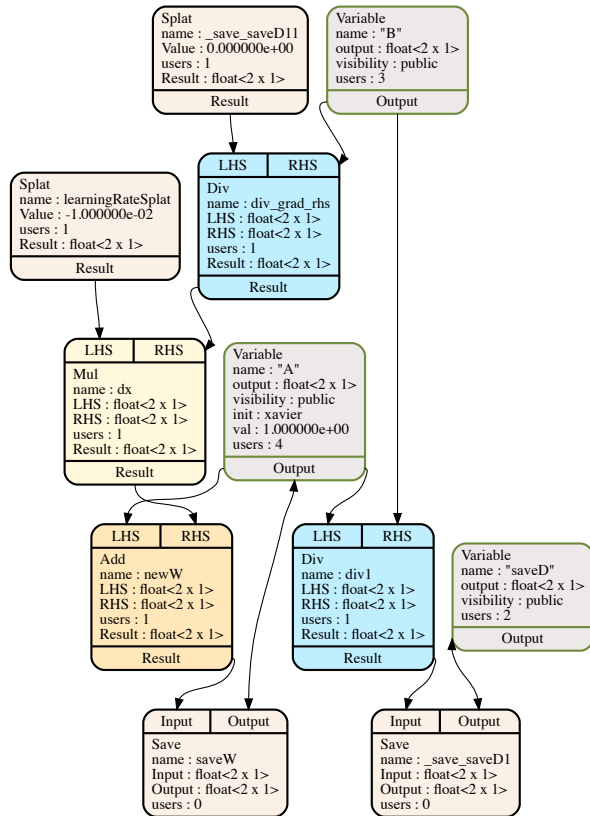 Splat
name : _save_saveD11
Value : 0.000000e+00
users : 1
Result : float<2 x 1>
Result
Variable
name : "B"
output : float<2 x 1>
visibility : public
users : 3
Output
LHS RHS
Div
name : div_grad_rhs
LHS : float<2 x 1>
RHS : float<2 x 1>
users : 1
Result : float<2 x 1>
Result
Splat
name : learningRateSplat
Value : -1.000000e-02
users : 1
Result : float<2 x 1>
Result
LHS RHS
Mul
name : dx
LHS : float<2 x 1>
RHS : float<2 x 1>
users : 1
Result : float<2 x 1>
Result
Variable
name : "A"
output : float<2 x 1>
visibility : public
init : xavier
val : 1.000000e+00
users : 4
Output
LHS RHS
Add
name : newW
LHS : float<2 x 1>
RHS : float<2 x 1>
users : 1
Result : float<2 x 1>
Result
LHS RHS
Div
name : div1
LHS : float<2 x 1>
RHS : float<2 x 1>
users : 1
Result : float<2 x 1>
Result
Variable
name : "saveD"
output : float<2 x 1>
visibility : public
users : 2
Output
Input Output
Save
name : saveW
Input : float<2 x 1>
Output : float<2 x 1>
users : 0
Input Output
Save
name : _save_saveD1
Input : float<2 x 1>
Output : float<2 x 1>
users : 0